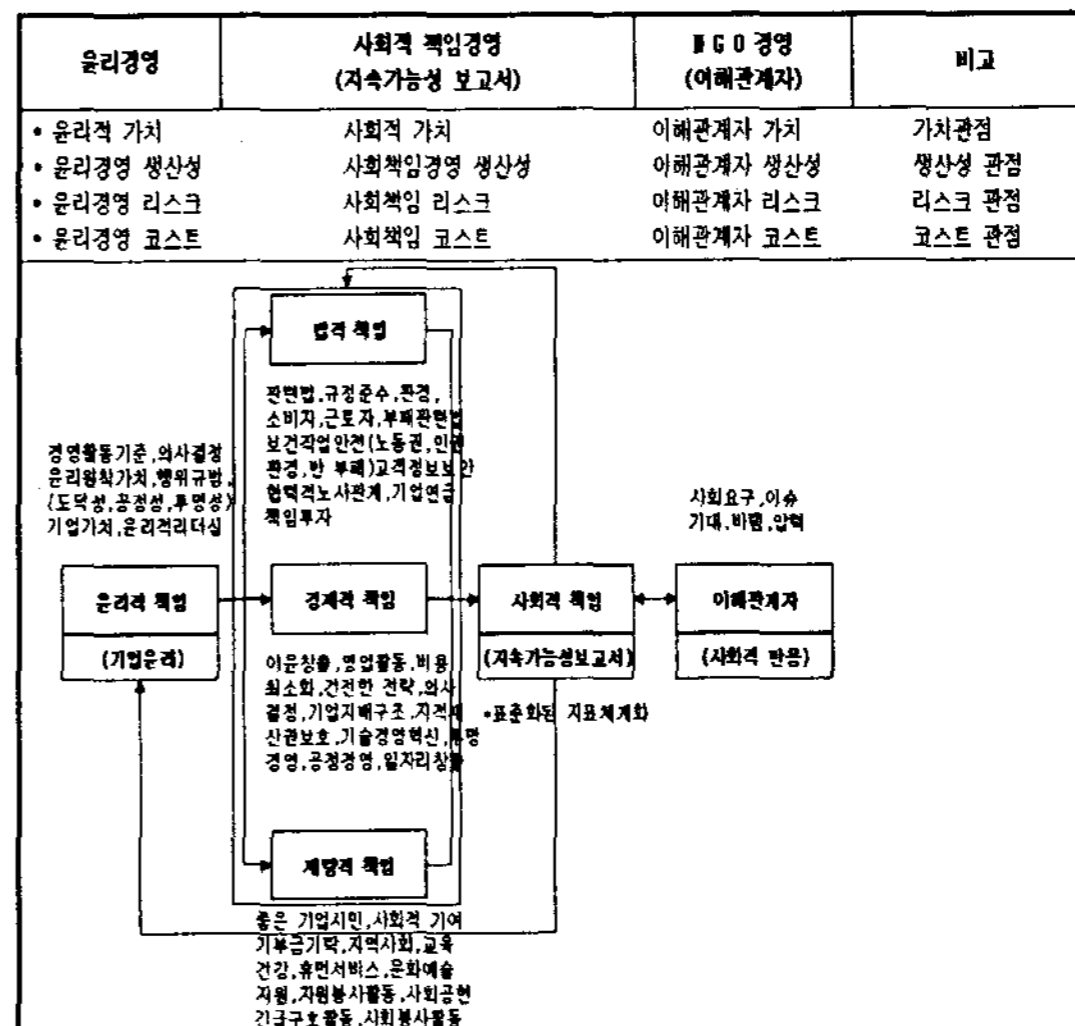 윤리경영 사회적 책임경영 NGO 경영 비교
(지속가능성 보고서) (이해관계자)
• 윤리적 가치 사회적 가치 이해관계자 가치 가치관점
• 윤리경영 생산성 사회책임경영 생산성 이해관계자 생산성 생산성 관점
• 윤리경영 리스크 사회책임 리스크 이해관계자 리스크 리스크 관점
• 윤리경영 코스트 사회책임 코스트 이해관계자 코스트 코스트 관점
법적 책임
관련법,규정준수,환경,
소비자,근로자,부패관련법
보건작업안전(노동권,인권
환경,반 부패)고객정보보안
협력적노사관계,기업연금
책임투자
경영활동기준,의사결정
윤리원칙가치,행위규범,
(도덕성,공정성,투명성)
기업가치,윤리적리더십
사회요구,이슈
기대,바램,압력
윤리적 책임 경제적 책임 사회적 책임 이해관계자
(기업윤리) (지속가능성보고서) (사회적 반응)
이윤창출,영업활동,비용
최소화,건전한 전략,의사
결정,기업지배구조,지적재
산권보호,기술경영혁신,투명
경영,공정경영,일자리창출
*표준화된 지표체계화
재량적 책임
좋은 기업시민,사회적 기여
기부금기탁,지역사회,교육
건강,휴먼서비스,문화예술
지원,자원봉사활동,사회공헌
긴급구호활동,사회봉사활동